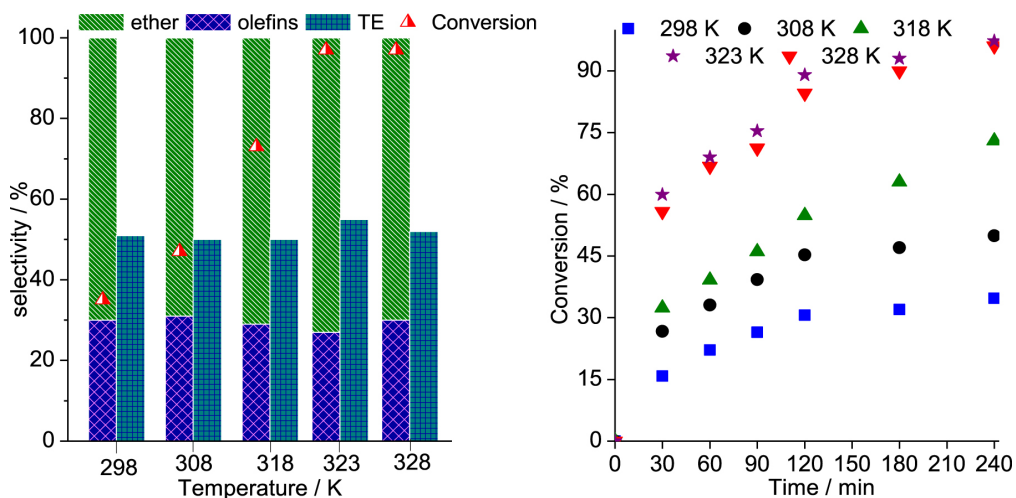 ether olefins TE Conversion
100
80
60
40
20
0
selectivity / %
298 308 318 323 328
Temperature / K
298 K 308 K 318 K
323 K 328 K
90
75
60
45
30
15
0
Conversion / %
0 30 60 90 120 150 180 210 240
Time / min